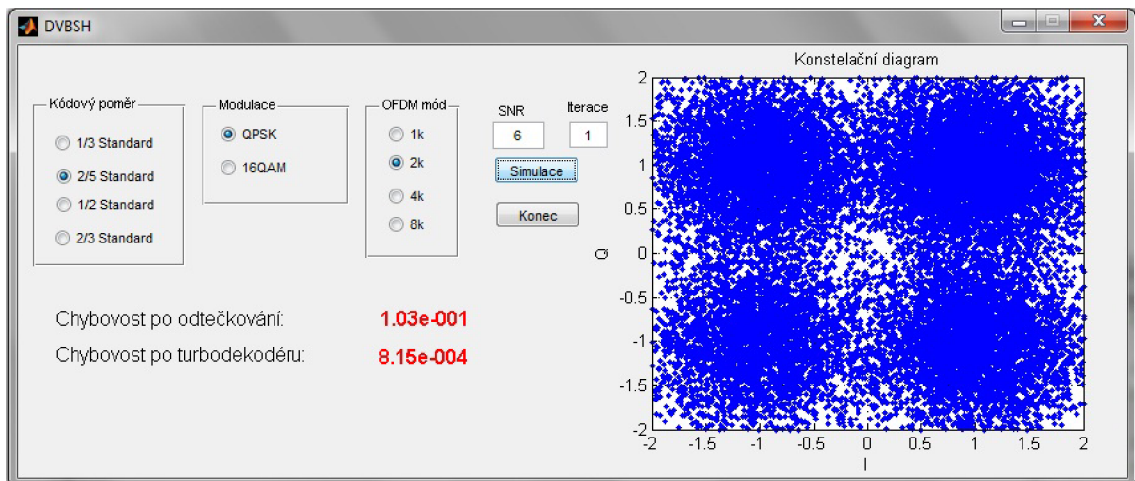 DVBSH
Kódový poměr
1/3 Standard
2/5 Standard
1/2 Standard
2/3 Standard
Modulace
QPSK
16QAM
OFDM mód
1k
2k
4k
8k
SNR
Iterace
6
1
Simulace
Konec
Chybovost po odtečkování:
1.03e-001
Chybovost po turbodekodéru:
8.15e-004
Konstelační diagram
2
1.5
1
0.5
0
-0.5
-1
-1.5
-2
Q
-2 -1.5 -1 -0.5 0 0.5 1 1.5 2
I